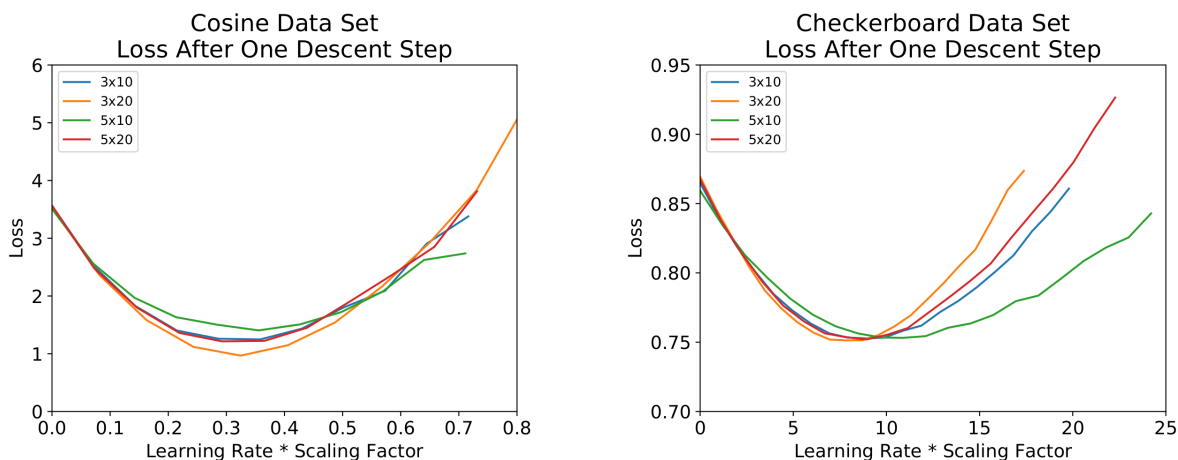 Cosine Data Set
Loss After One Descent Step
6
5
4
3
2
1
0
Loss
3x10
3x20
5x10
5x20
0.0 0.1 0.2 0.3 0.4 0.5 0.6 0.7 0.8
Learning Rate * Scaling Factor
Checkerboard Data Set
Loss After One Descent Step
0.95
0.90
0.85
0.80
0.75
0.70
Loss
3x10
3x20
5x10
5x20
0 5 10 15 20 25
Learning Rate * Scaling Factor